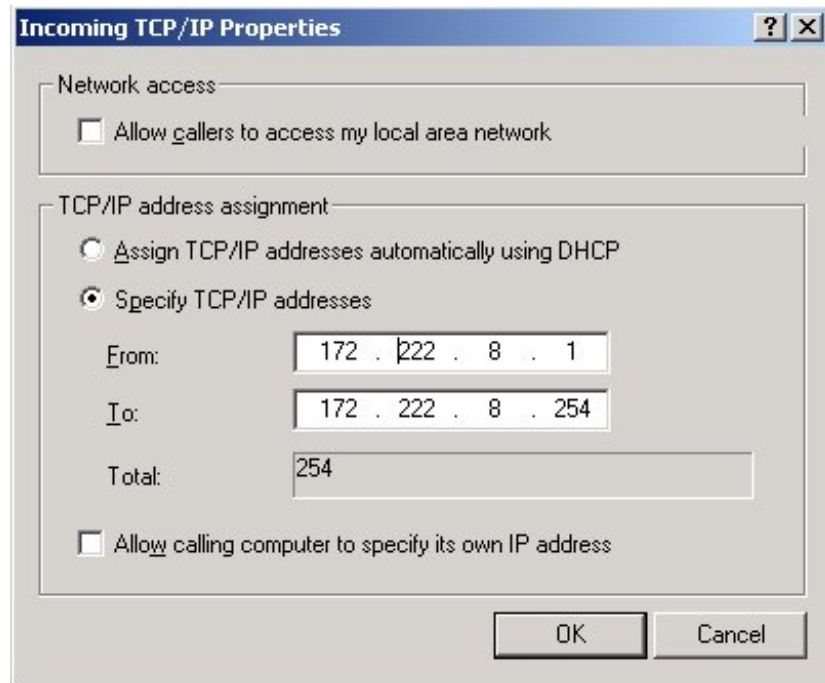 Incoming TCP/IP Properties
Network access
Allow callers to access my local area network
TCP/IP address assignment
Assign TCP/IP addresses automatically using DHCP
Specify TCP/IP addresses
From: 172 . 222 . 8 . 1
To: 172 . 222 . 8 . 254
Total: 254
Allow calling computer to specify its own IP address
OK Cancel